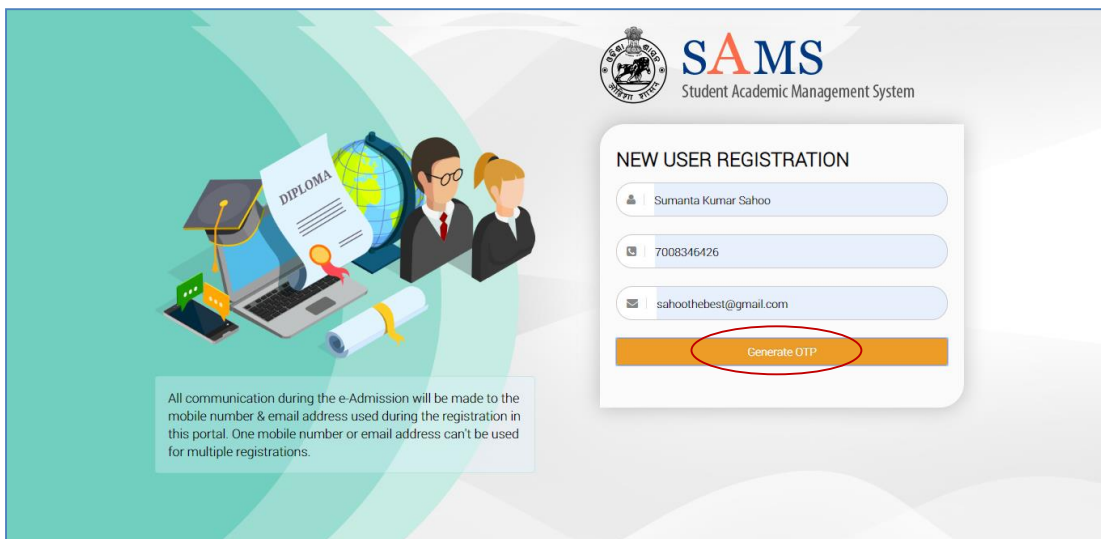 SAMS
Student Academic Management System
NEW USER REGISTRATION
Sumanta Kumar Sahoo
7008346426
sahoothebest@gmail.com
Generate OTP
DIPLOMA
All communication during the e-Admission will be made to the
mobile number & email address used during the registration in
this portal. One mobile number or email address can't be used
for multiple registrations.